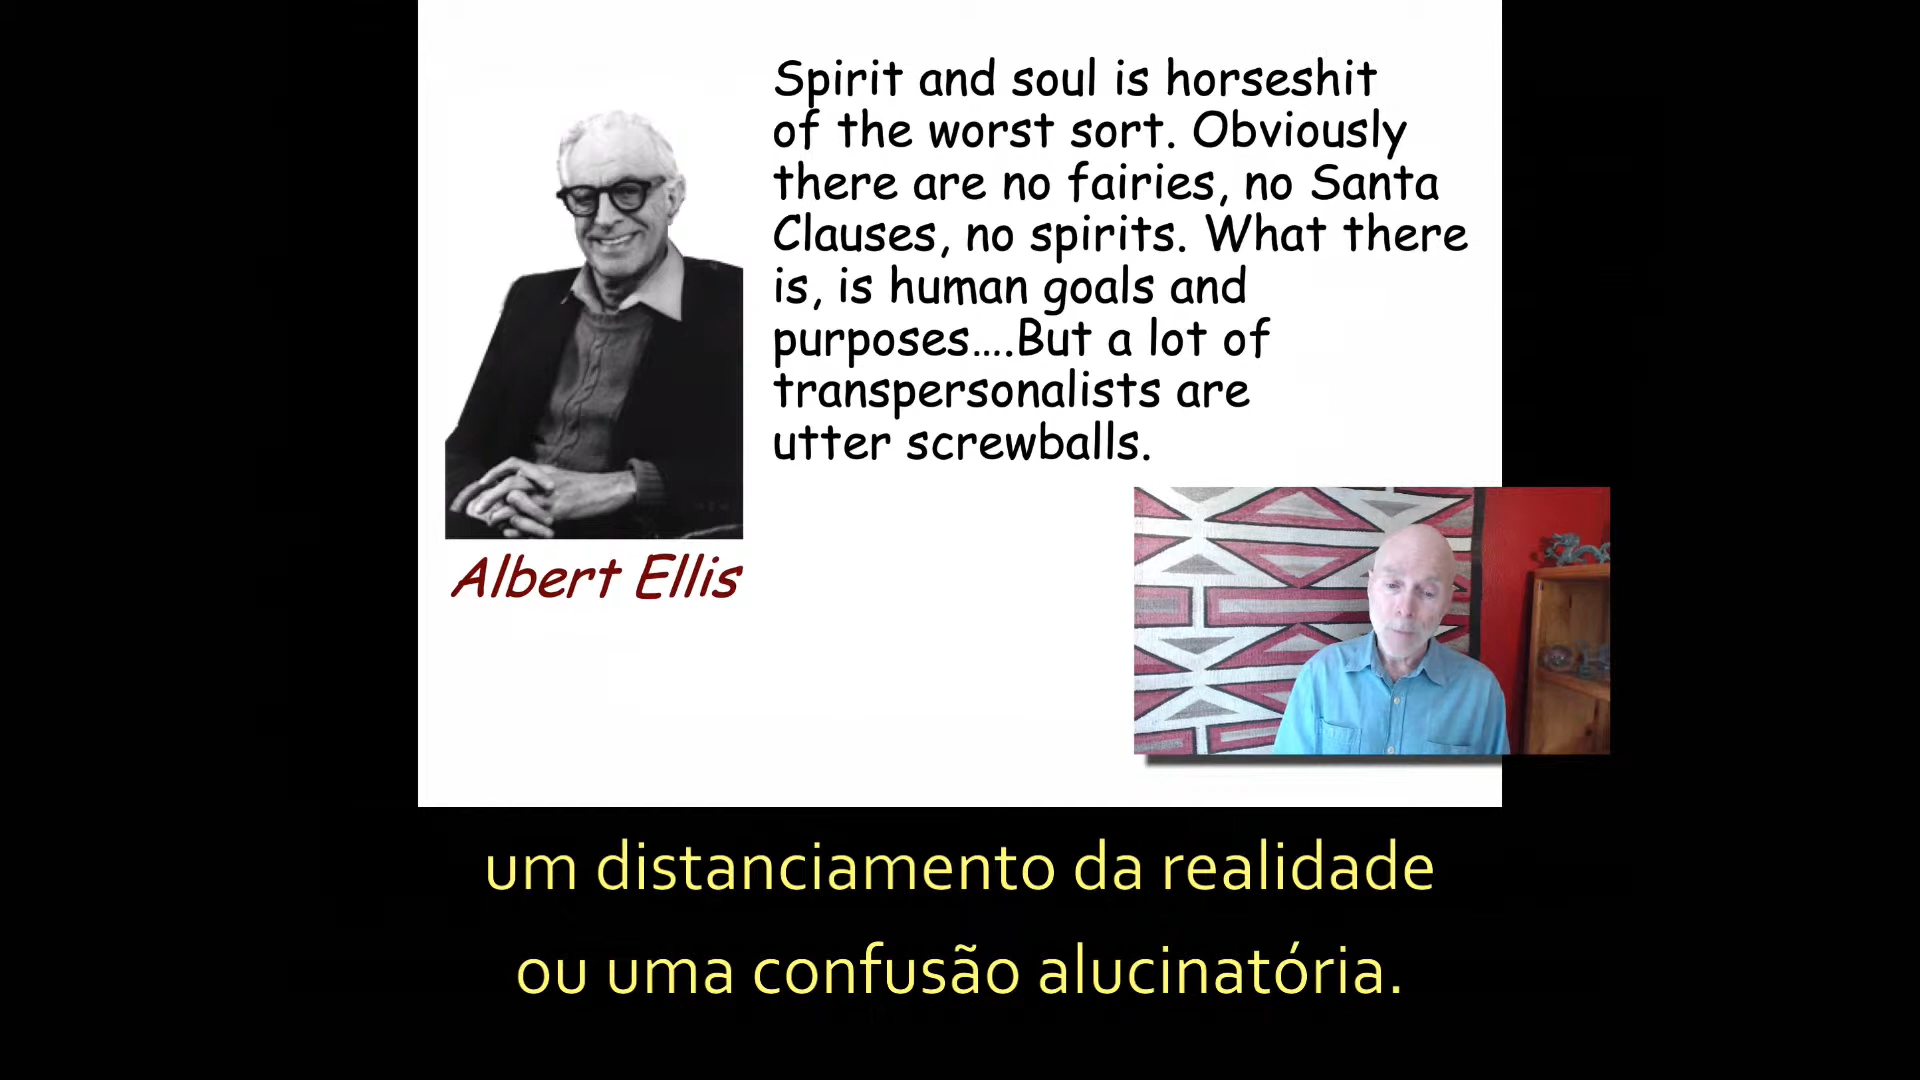 Spirit and soul is horseshit
of the worst sort. Obviously
there are no fairies, no Santa
Clauses, no spirits. What there
is, is human goals and
purposes....But a lot of
transpersonalists are
utter screwballs.
Albert Ellis
um distanciamento da realidade
ou uma confusão alucinatória.